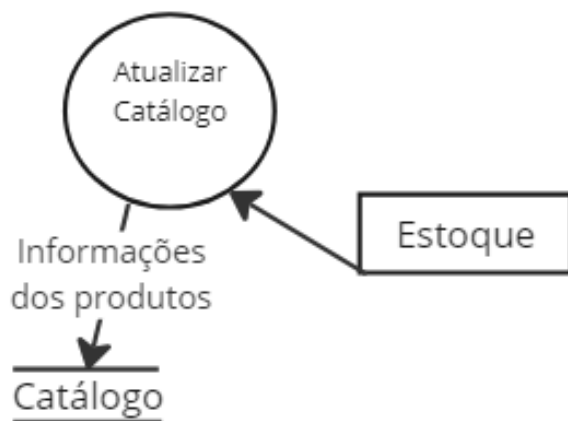 Atualizar
Catálogo
Estoque
Informações
dos produtos
Catálogo